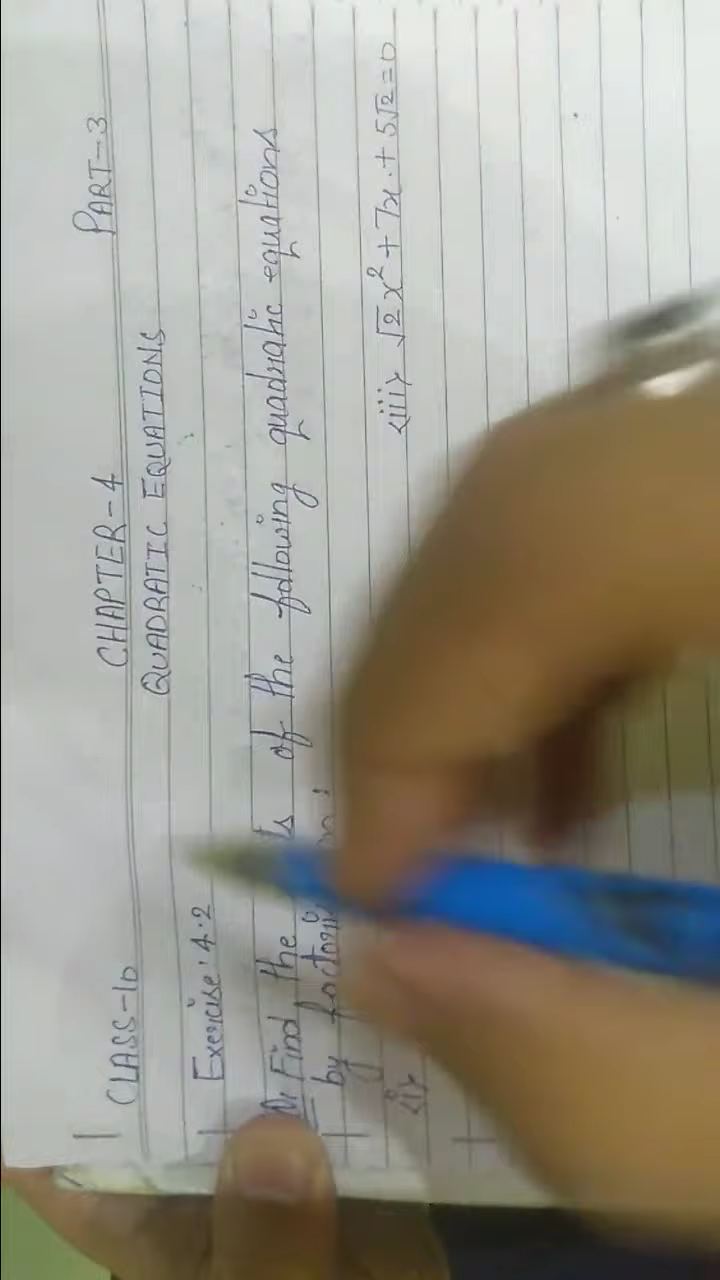 CLASS-10 CHAPTER-4 PART-3
QUADRATIC EQUATIONS
Exercise: 4.2
Find the of the following quadratic equations
by
<i> <iii> √2x² + 7x + 5√2 = 0